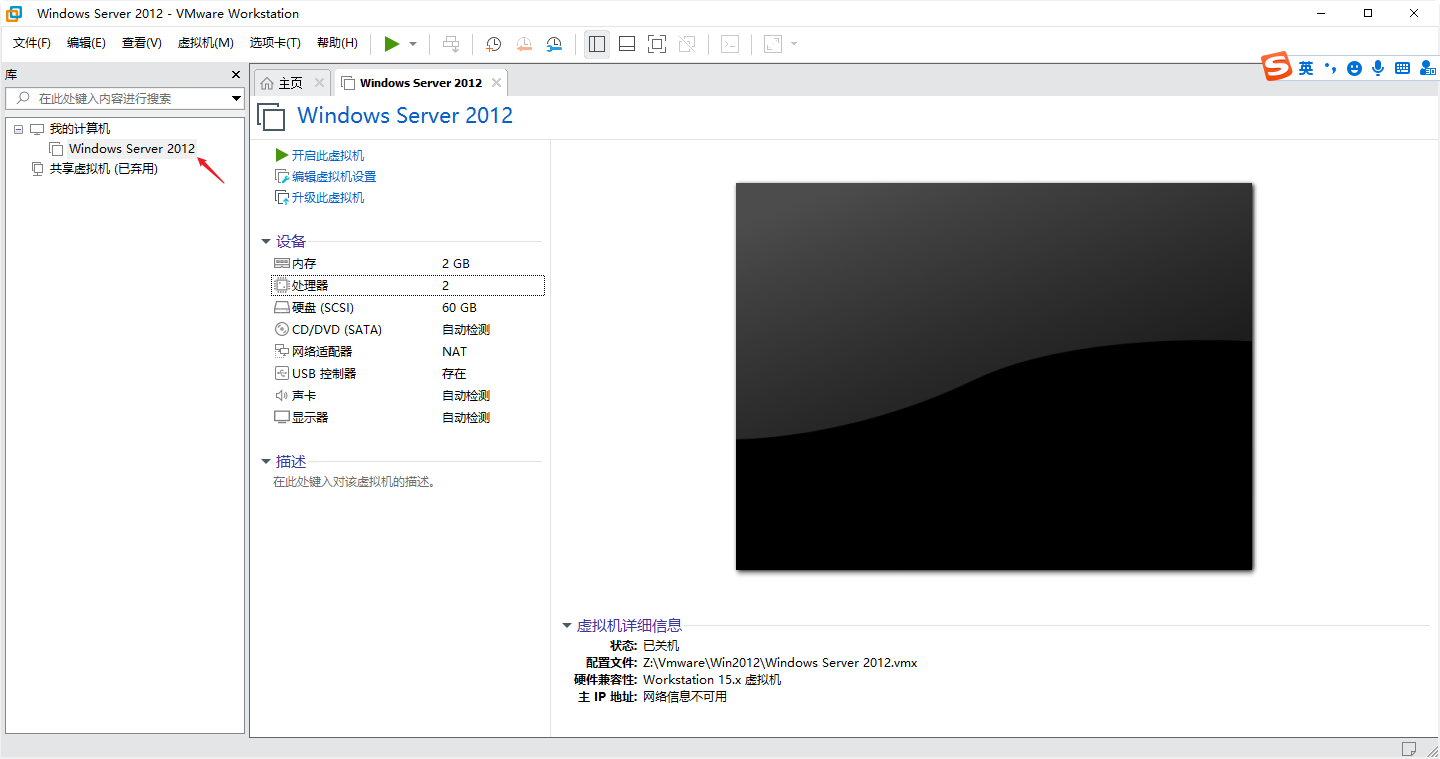 Windows Server 2012 - VMware Workstation
文件(F) 编辑(E) 查看(V) 虚拟机(M) 选项卡(T) 帮助(H)
英
库
主页
Windows Server 2012
在此处键入内容进行搜索
Windows Server 2012
我的计算机
Windows Server 2012
共享虚拟机 (已弃用)
开启此虚拟机
编辑虚拟机设置
升级此虚拟机
设备
内存 2 GB
处理器 2
硬盘 (SCSI) 60 GB
CD/DVD (SATA) 自动检测
网络适配器 NAT
USB 控制器 存在
声卡 自动检测
显示器 自动检测
描述
在此处键入对该虚拟机的描述。
虚拟机详细信息
状态: 已关机
配置文件: Z:\Vmware\Win2012\Windows Server 2012.vmx
硬件兼容性: Workstation 15.x 虚拟机
主 IP 地址: 网络信息不可用